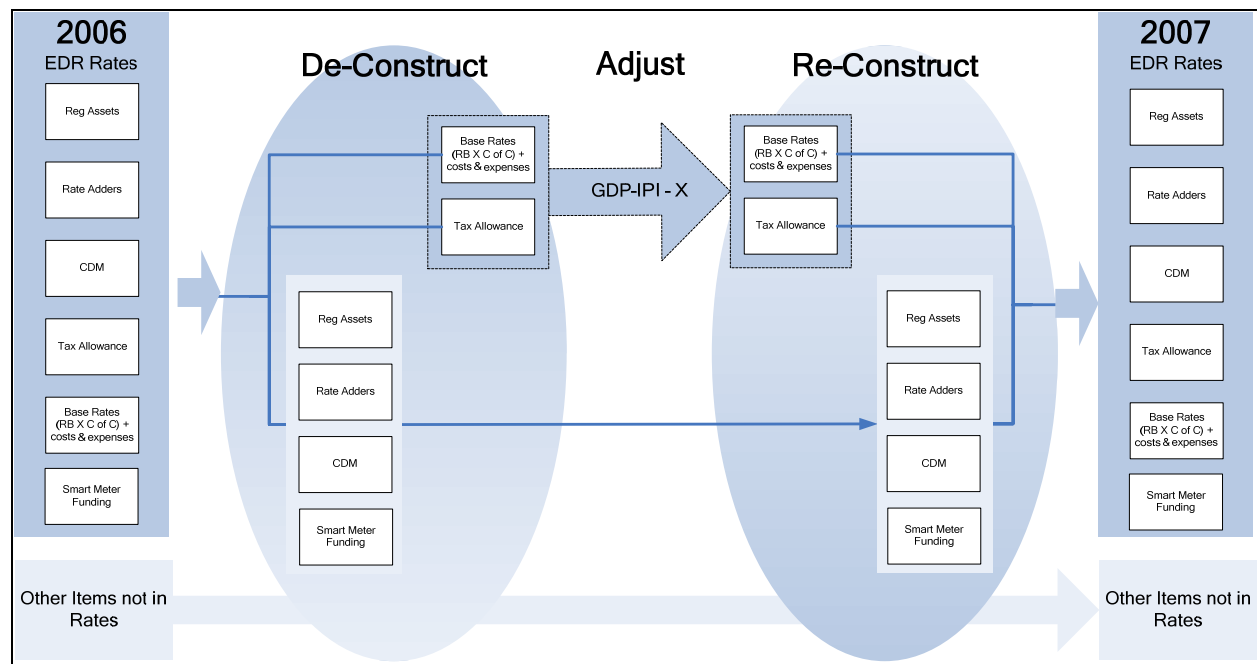 2006
EDR Rates
Reg Assets
Rate Adders
CDM
Tax Allowance
Base Rates
(RB X C of C) +
costs & expenses
Smart Meter
Funding
Other Items not in
Rates
De-Construct
Base Rates
(RB X C of C) +
costs & expenses
Tax Allowance
Reg Assets
Rate Adders
CDM
Smart Meter
Funding
Adjust
GDP-IPI - X
Re-Construct
Base Rates
(RB X C of C) +
costs & expenses
Tax Allowance
Reg Assets
Rate Adders
CDM
Smart Meter
Funding
2007
EDR Rates
Reg Assets
Rate Adders
CDM
Tax Allowance
Base Rates
(RB X C of C) +
costs & expenses
Smart Meter
Funding
Other Items not in
Rates